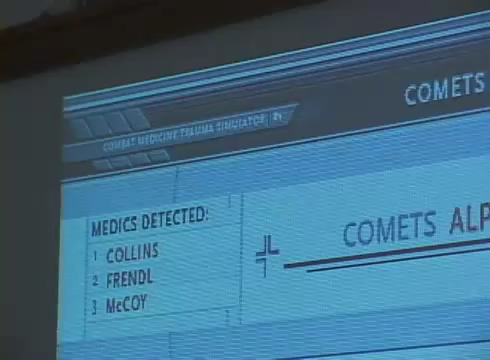 COMETS
COMBAT MEDICINE TRAUMA SIMULATOR
MEDICS DETECTED:
1 COLLINS
2 FRENDL
3 McCOY
COMETS ALP